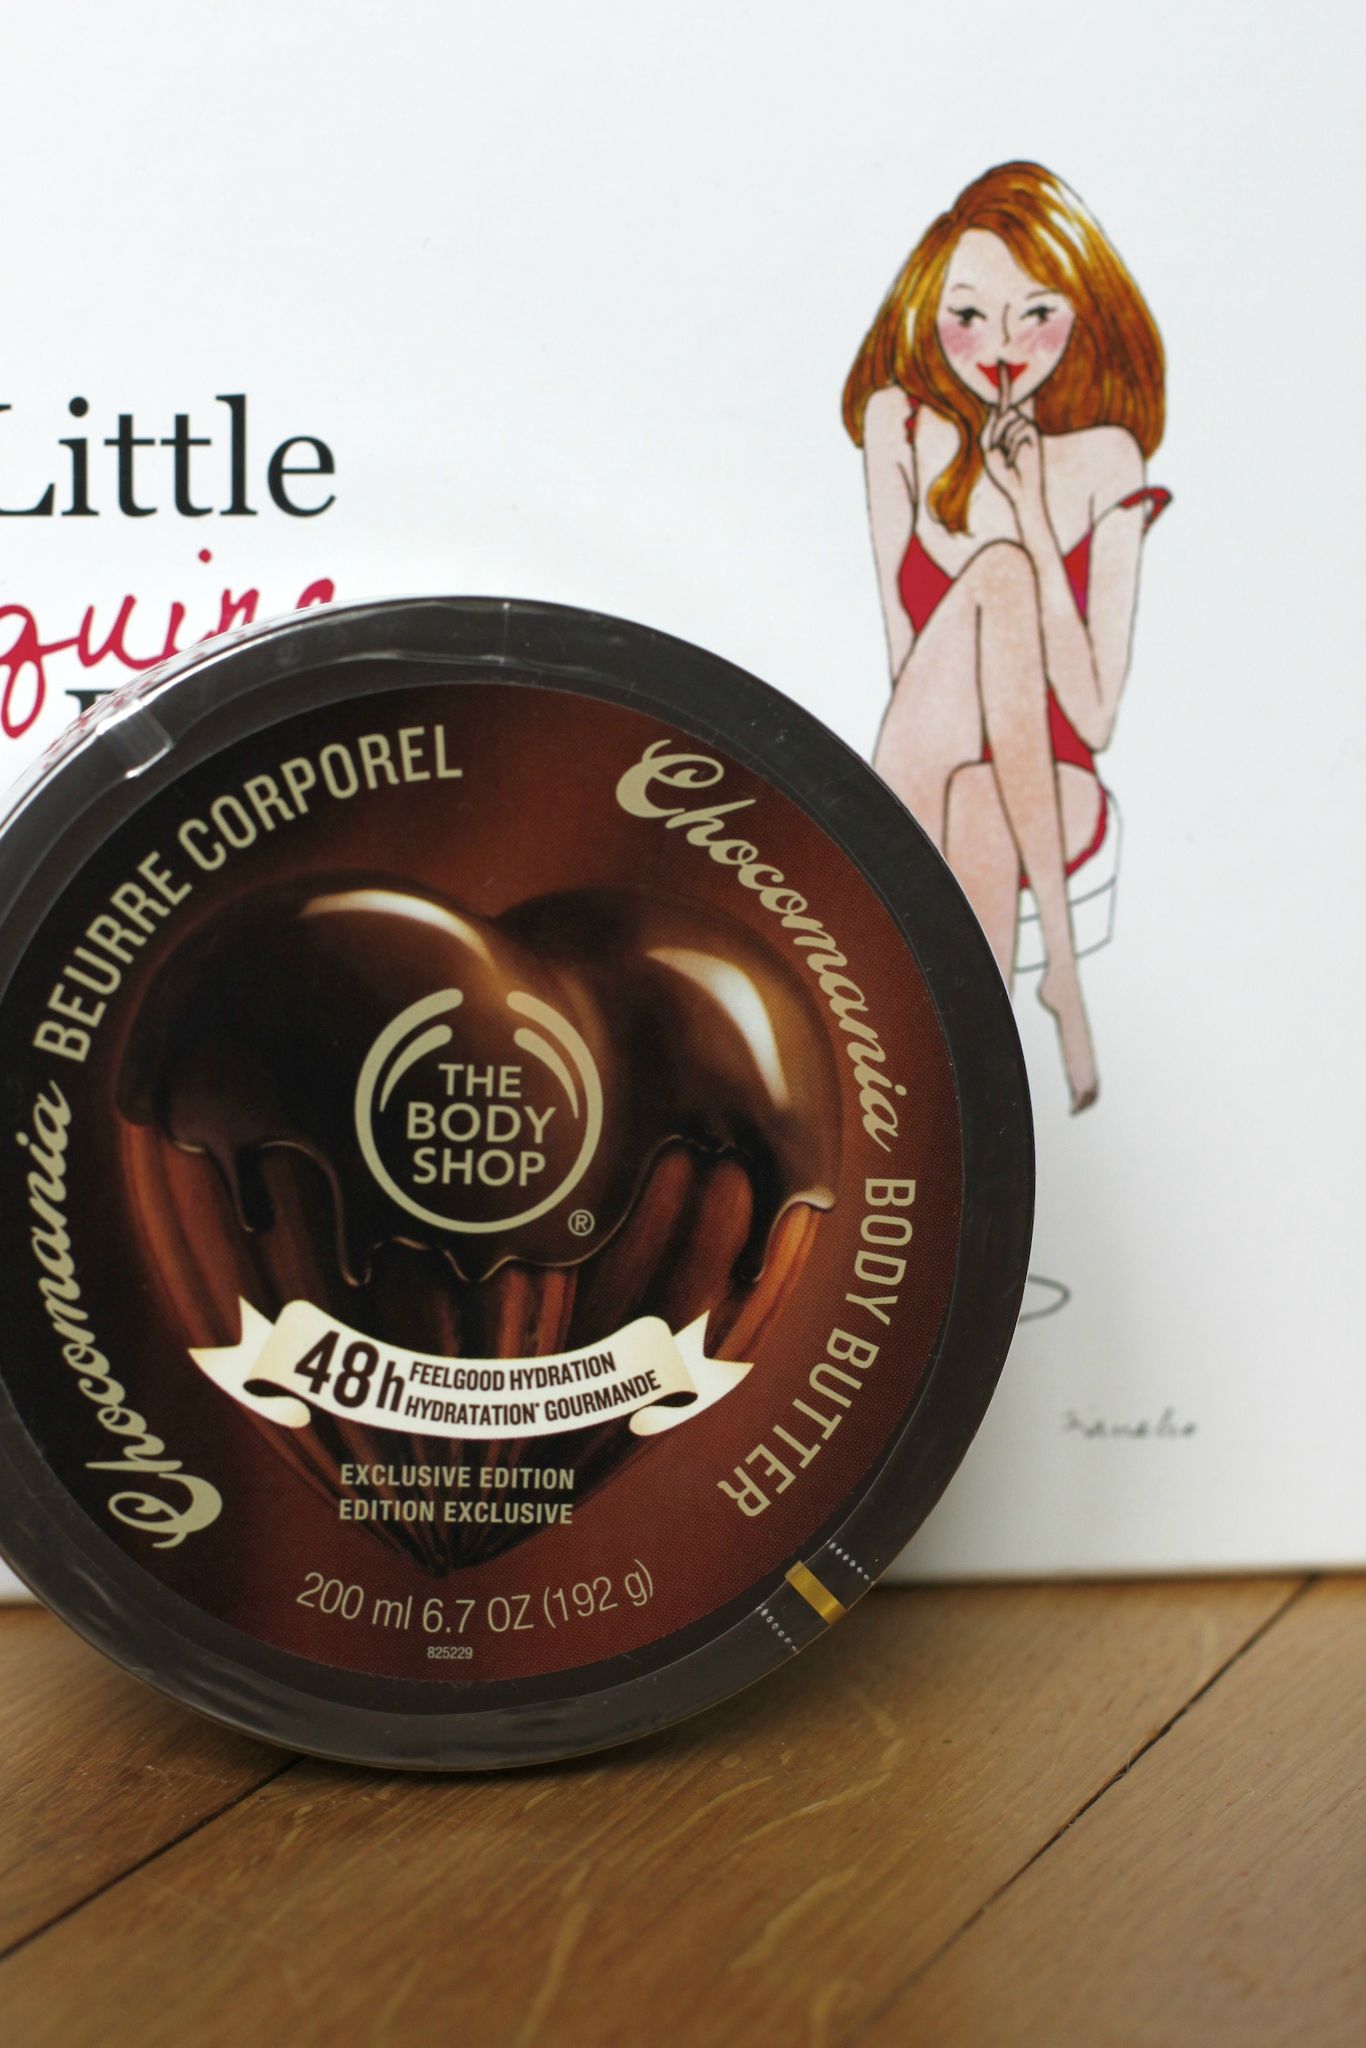 Little
Chocomania BEURRE CORPOREL
Chocomania BODY BUTTER
THE
BODY
SHOP
®
48h FEELGOOD HYDRATION
HYDRATATION* GOURMANDE
EXCLUSIVE EDITION
EDITION EXCLUSIVE
200 ml 6.7 OZ (192 g)
825229